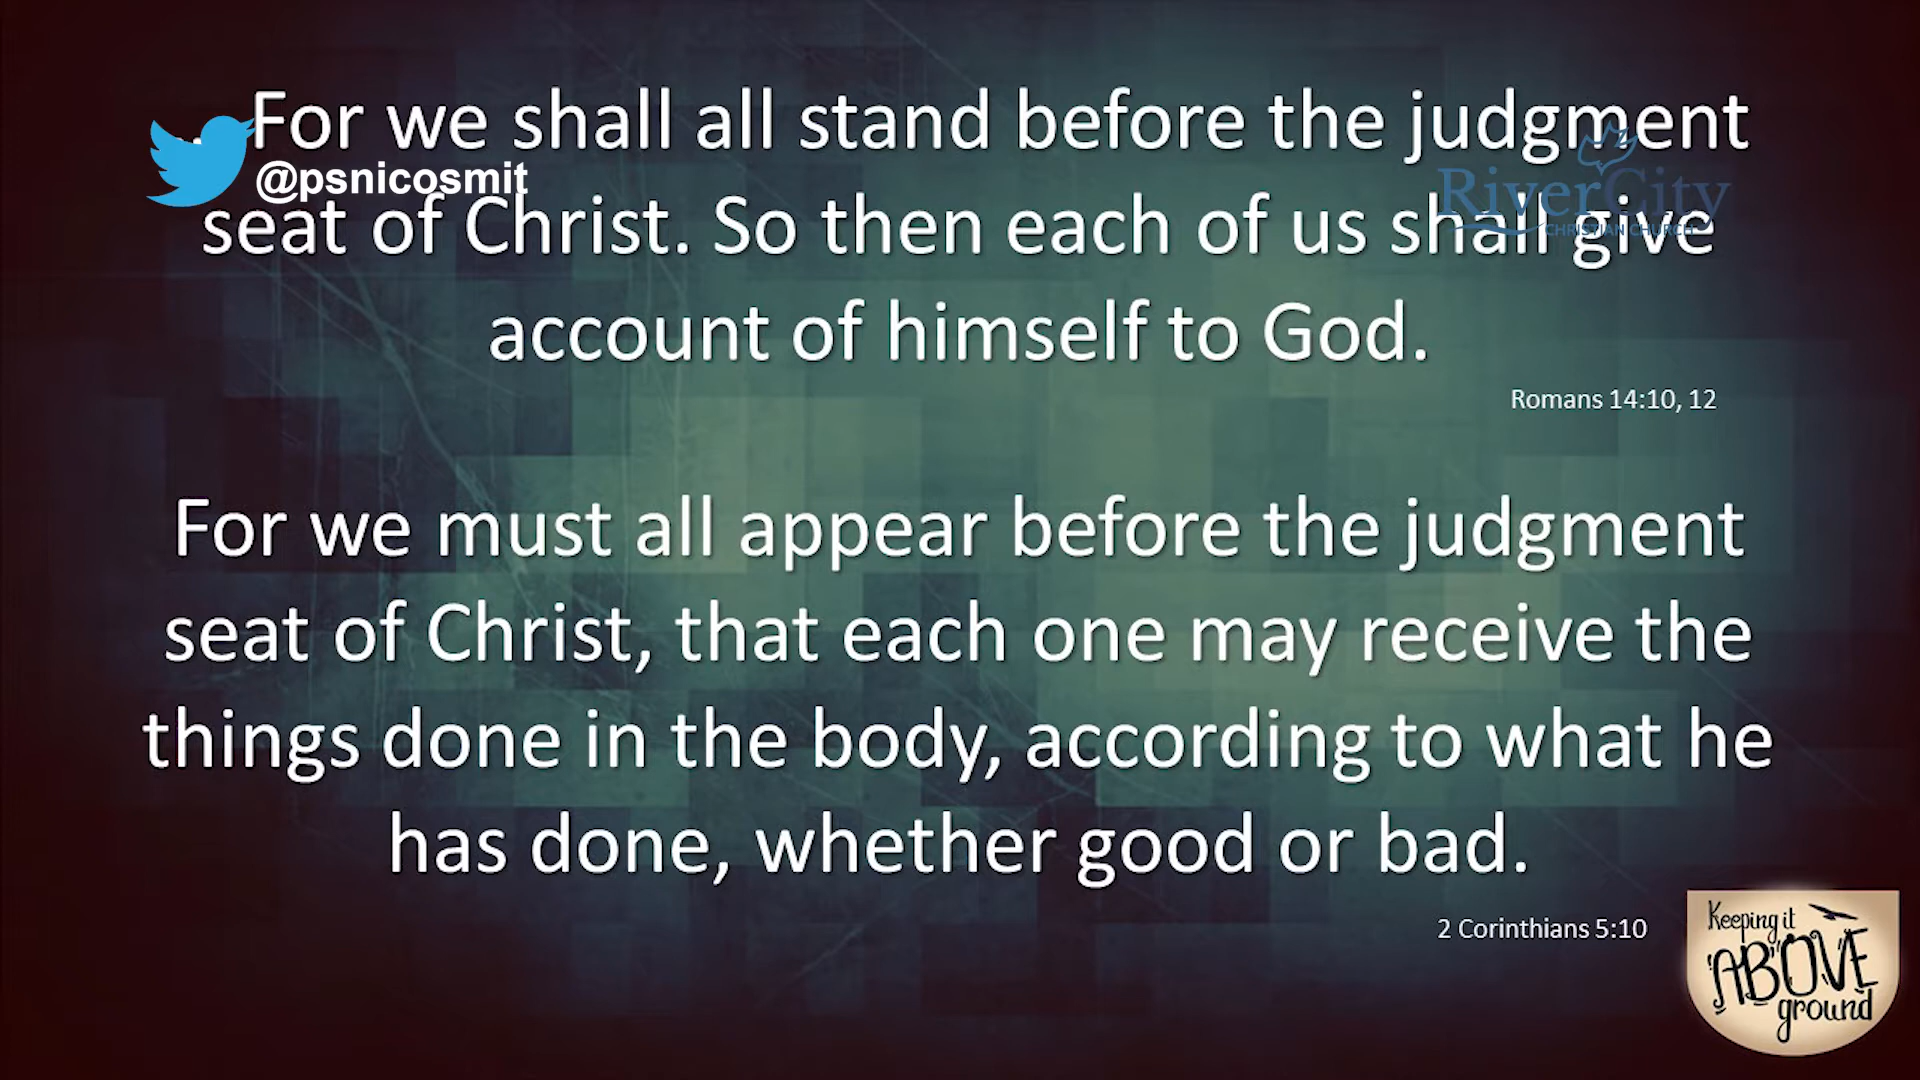 ...For we shall all stand before the judgment
@psnicosmit
RiverCity
CHRISTIAN CHURCH
seat of Christ. So then each of us shall give
account of himself to God.
Romans 14:10, 12
For we must all appear before the judgment
seat of Christ, that each one may receive the
things done in the body, according to what he
has done, whether good or bad.
2 Corinthians 5:10
Keeping it
ABOVE
ground